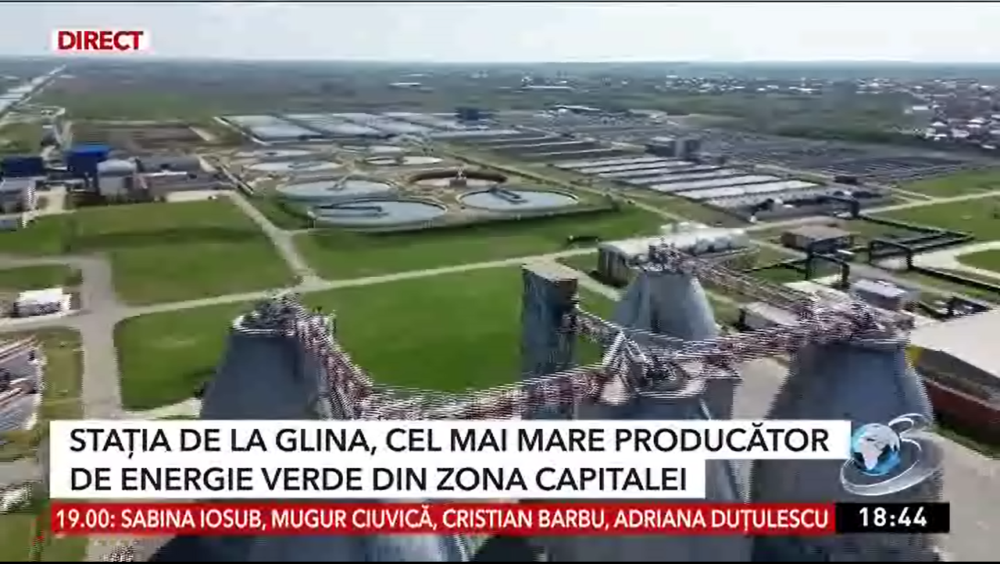 DIRECT
STAȚIA DE LA GLINA, CEL MAI MARE PRODUCĂTOR
DE ENERGIE VERDE DIN ZONA CAPITALEI
19.00: SABINA IOSUB, MUGUR CIUVICĂ, CRISTIAN BARBU, ADRIANA DUȚULESCU
18:44